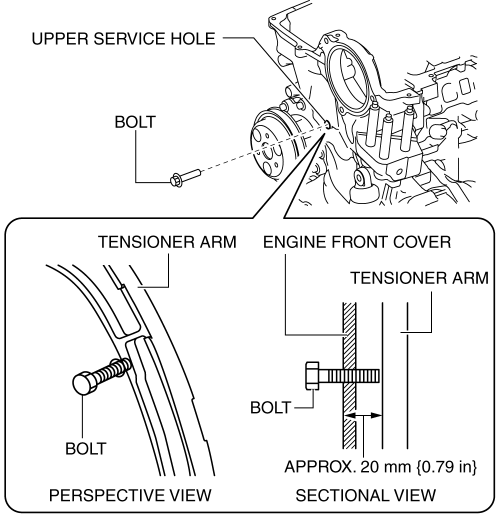 UPPER SERVICE HOLE
BOLT
TENSIONER ARM
ENGINE FRONT COVER
TENSIONER ARM
BOLT
BOLT
APPROX. 20 mm {0.79 in}
PERSPECTIVE VIEW
SECTIONAL VIEW